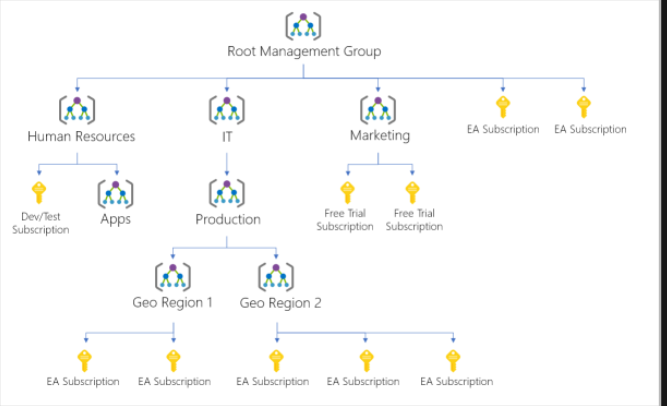 Root Management Group
Human Resources
IT
Marketing
EA Subscription
EA Subscription
Dev/Test
Subscription
Apps
Production
Free Trial
Subscription
Free Trial
Subscription
Geo Region 1
Geo Region 2
EA Subscription
EA Subscription
EA Subscription
EA Subscription
EA Subscription